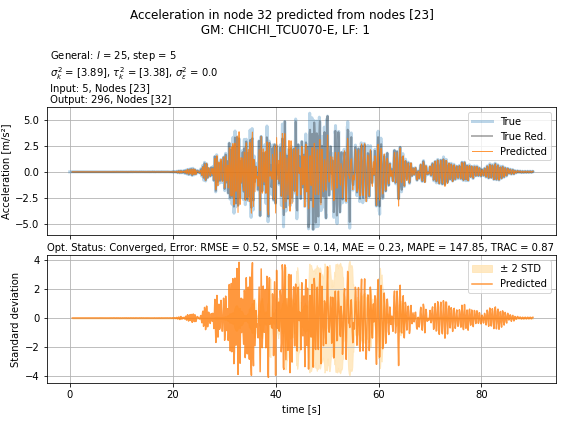 Acceleration in node 32 predicted from nodes [23]
GM: CHICHI_TCU070-E, LF: 1
General: l = 25, step = 5
σ²ₖ = [3.89], τ²ₖ = [3.38], σ²_ε = 0.0
Input: 5, Nodes [23]
Output: 296, Nodes [32]
Acceleration [m/s²]
5.0
2.5
0.0
−2.5
−5.0
True
True Red.
Predicted
Opt. Status: Converged, Error: RMSE = 0.52, SMSE = 0.14, MAE = 0.23, MAPE = 147.85, TRAC = 0.87
Standard deviation
4
2
0
−2
−4
± 2 STD
Predicted
0 20 40 60 80
time [s]